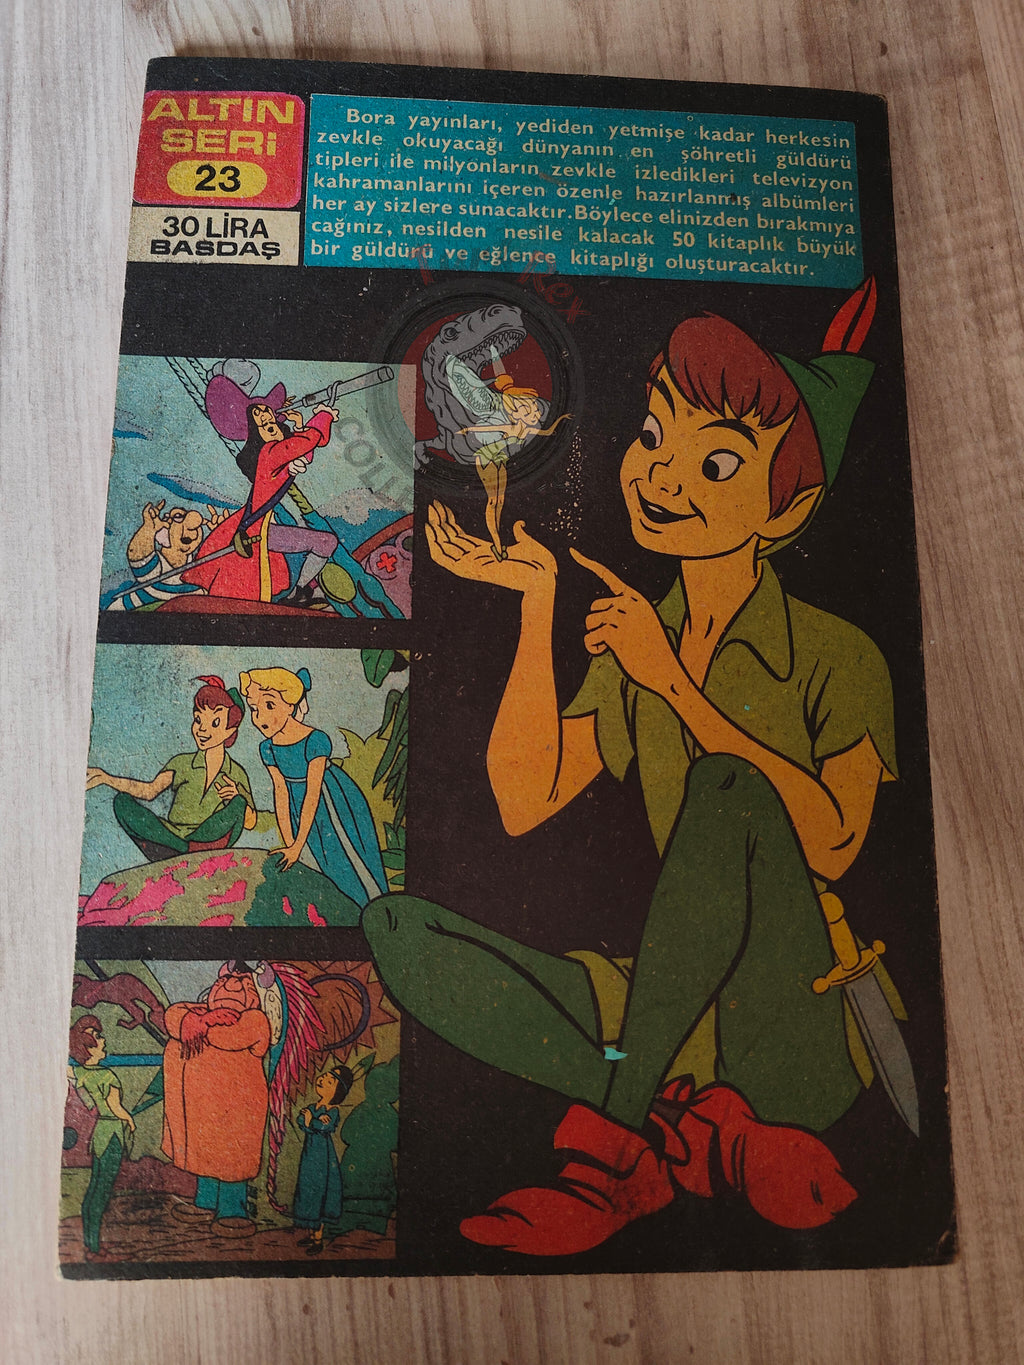 ALTIN
SERİ
23
30 LİRA
BASDAŞ
Bora yayınları, yediden yetmişe kadar herkesin
zevkle okuyacağı dünyanın en şöhretli güldürü
tipleri ile milyonların zevkle izledikleri televizyon
kahramanlarını içeren özenle hazırlanmış albümleri
her ay sizlere sunacaktır.Böylece elinizden bırakmıya
cağınız, nesilden nesile kalacak 50 kitaplık büyük
bir güldürü ve eğlence kitaplığı oluşturacaktır.
Rex